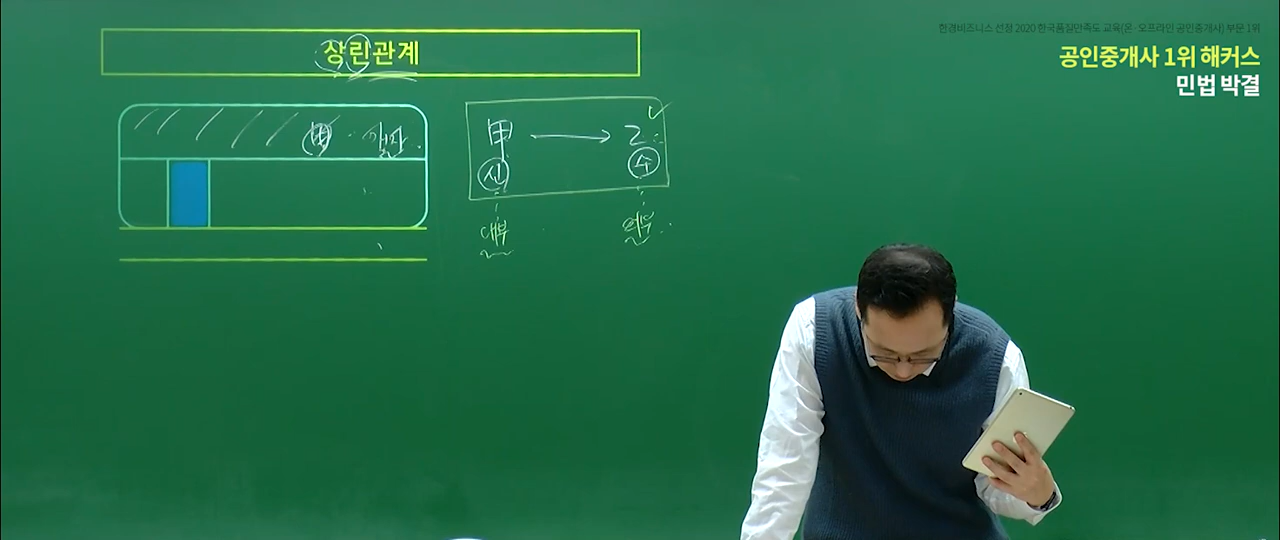 한경비즈니스 선정 2020 한국품질만족도 교육(온·오프라인 공인중개사) 부문 1위
공인중개사 1위 해커스
민법 박결
상린관계
甲 → 乙
신 수
내부 외부